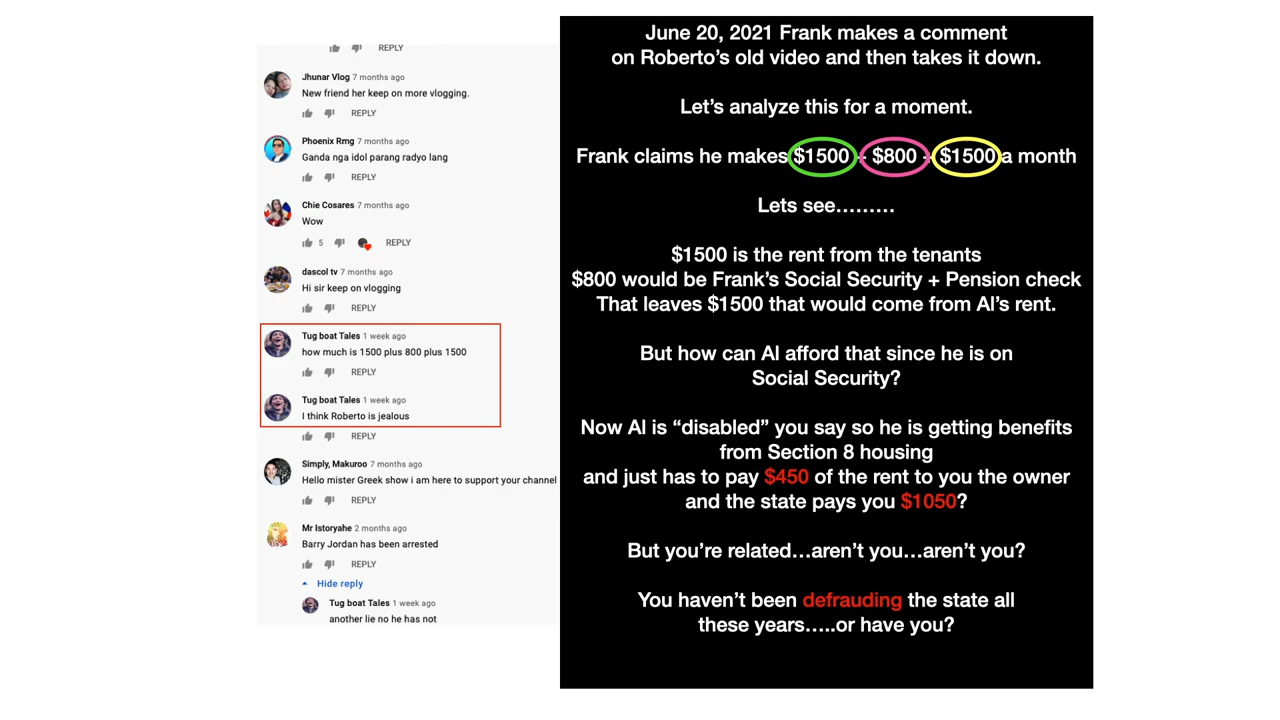 REPLY
Jhunar Vlog 7 months ago
New friend her keep on more vlogging.
REPLY
Phoenix Rmg 7 months ago
Ganda nga idol parang radyo lang
REPLY
Chie Cosares 7 months ago
Wow
5 REPLY
dascol tv 7 months ago
Hi sir keep on vlogging
REPLY
Tug boat Tales 1 week ago
how much is 1500 plus 800 plus 1500
REPLY
Tug boat Tales 1 week ago
I think Roberto is jealous
REPLY
Simply, Makuroo 7 months ago
Hello mister Greek show i am here to support your channel
REPLY
Mr Istoryahe 2 months ago
Barry Jordan has been arrested
REPLY
Hide reply
Tug boat Tales 1 week ago
another lie no he has not
June 20, 2021 Frank makes a comment
on Roberto’s old video and then takes it down.
Let’s analyze this for a moment.
Frank claims he makes $1500 + $800 + $1500 a month
Lets see.........
$1500 is the rent from the tenants
$800 would be Frank’s Social Security + Pension check
That leaves $1500 that would come from Al’s rent.
But how can Al afford that since he is on
Social Security?
Now Al is “disabled” you say so he is getting benefits
from Section 8 housing
and just has to pay $450 of the rent to you the owner
and the state pays you $1050?
But you’re related...aren’t you...aren’t you?
You haven’t been defrauding the state all
these years.....or have you?